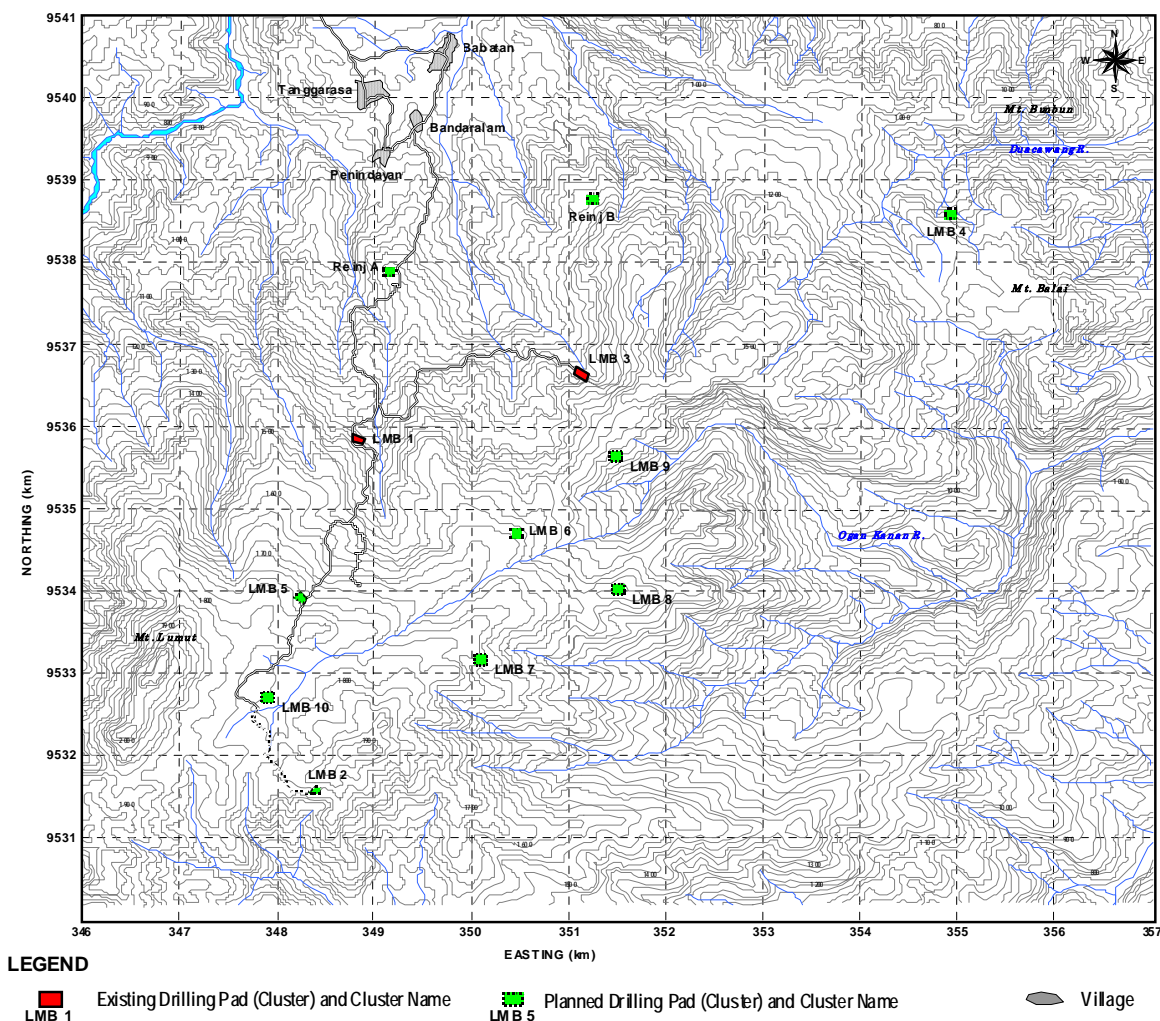 9541
Babatan
N
W E
S
Tanggarasa
9540
Mt. Bunbun
Bandaralam
Duacawang R.
Penindayan
9539
Reinj B
LMB 4
9538
Reinj A
Mt. Balai
9537
LMB 3
9536
LMB 1
LMB 9
9535
LMB 6
Ogan Kanan R.
NORTHING (km)
9534
LMB 5
LMB 8
Mt. Lumut
LMB 7
9533
LMB 10
9532
LMB 2
9531
346 347 348 349 350 351 352 353 354 355 356 357
EASTING (km)
LEGEND
LMB 1 Existing Drilling Pad (Cluster) and Cluster Name
LMB 5 Planned Drilling Pad (Cluster) and Cluster Name
Village